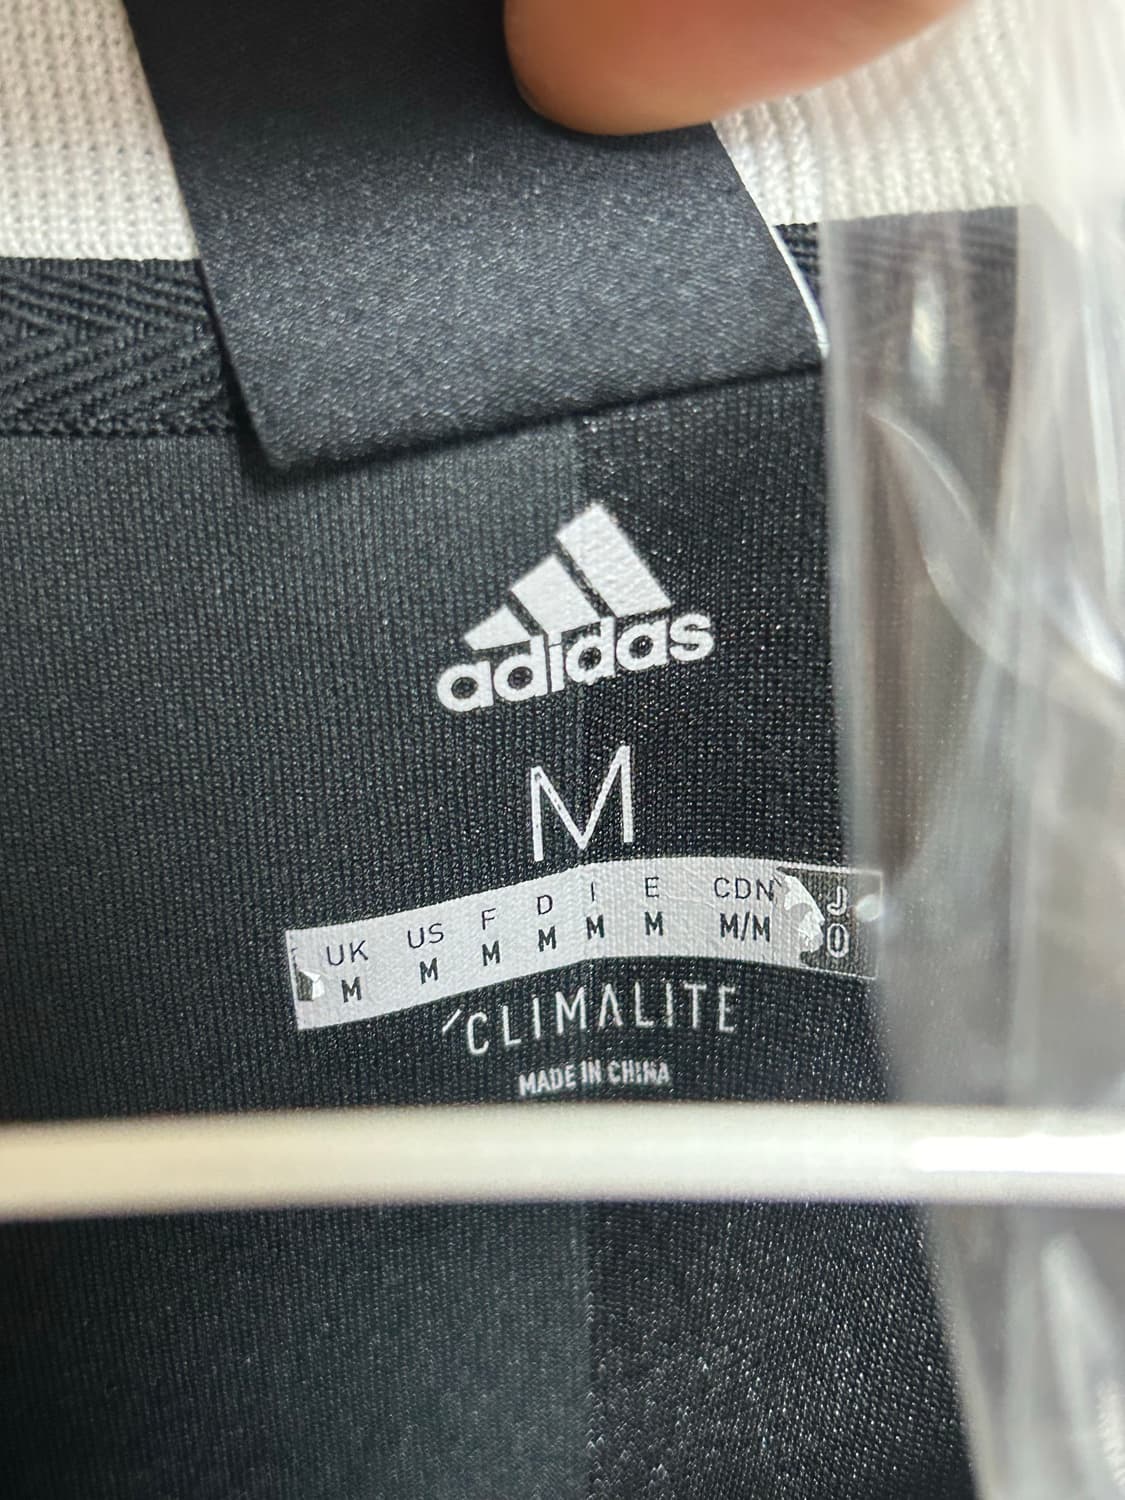 adidas
M
UK US F D I E CDN J
M M M M M M M/M O
CLIMALITE
MADE IN CHINA